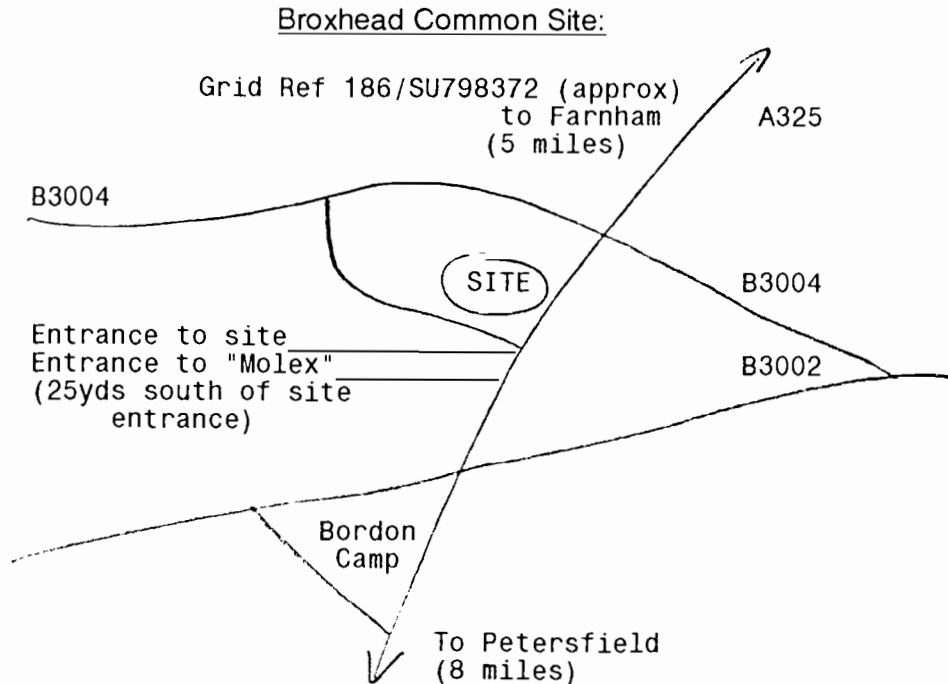 Broxhead Common Site:
Grid Ref 186/SU798372 (approx)
to Farnham
(5 miles)
A325
B3004
SITE
B3004
Entrance to site
Entrance to "Molex"
(25yds south of site
entrance)
B3002
Bordon
Camp
To Petersfield
(8 miles)